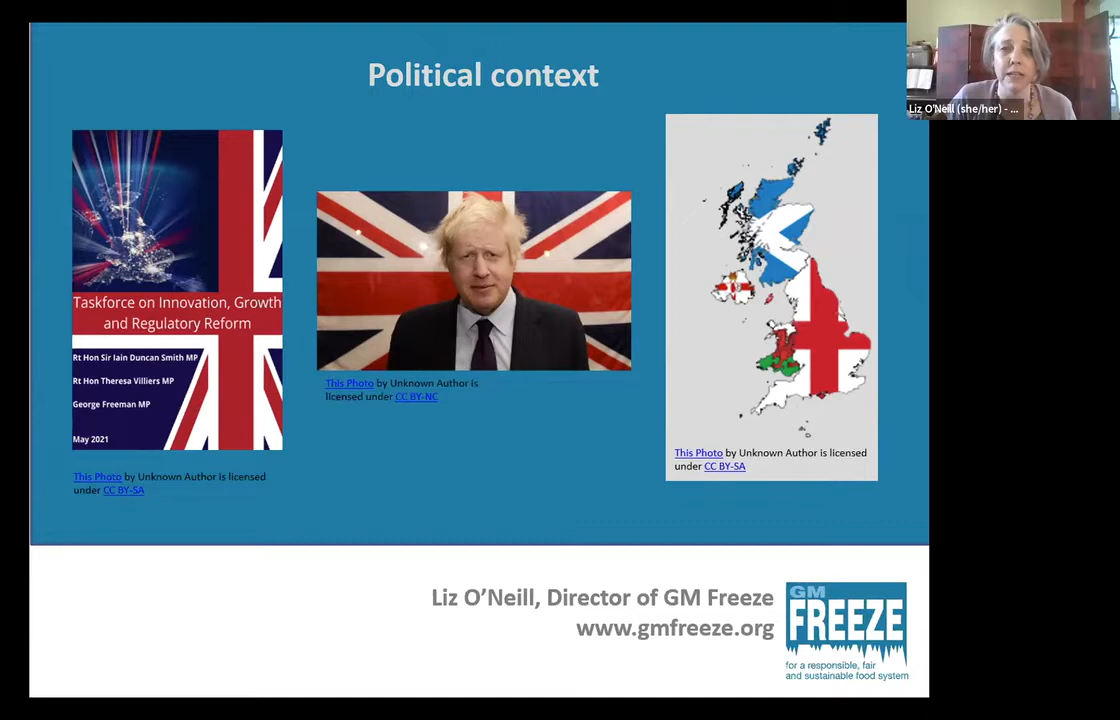 Political context
Liz O'Neill (she/her) - ...
Taskforce on Innovation, Growth
and Regulatory Reform
Rt Hon Sir Iain Duncan Smith MP
Rt Hon Theresa Villiers MP
George Freeman MP
May 2021
This Photo by Unknown Author is licensed
under CC BY-SA
This Photo by Unknown Author is
licensed under CC BY-NC
This Photo by Unknown Author is licensed
under CC BY-SA
Liz O'Neill, Director of GM Freeze
www.gmfreeze.org
GM
FREEZE
for a responsible, fair
and sustainable food system